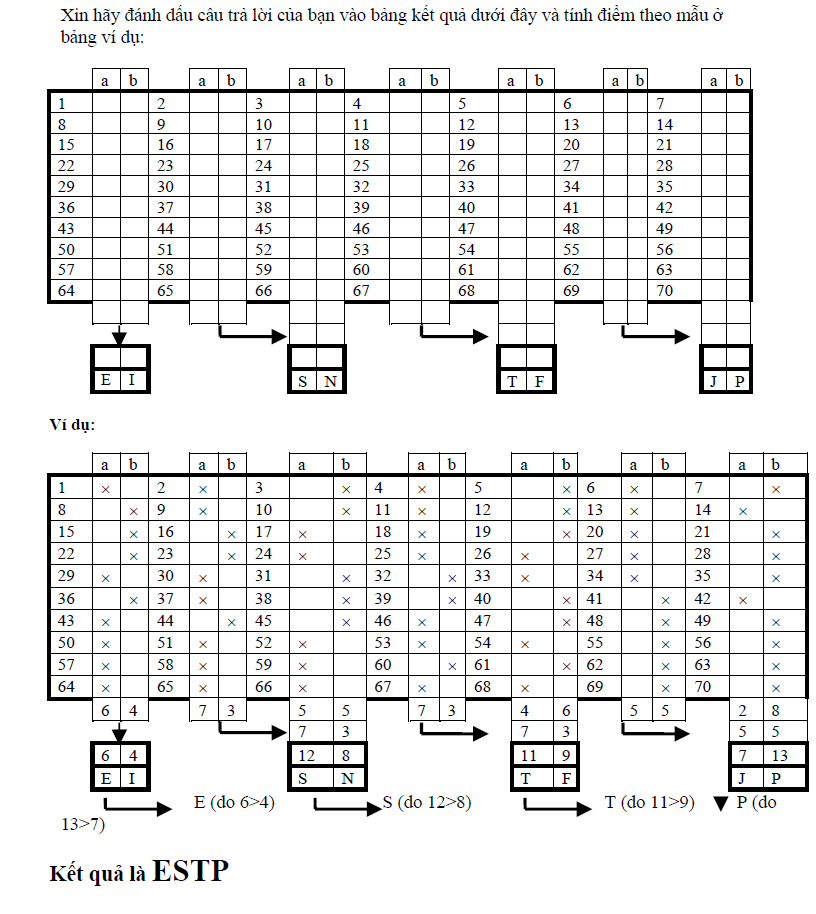 Xin hãy đánh dấu câu trả lời của bạn vào bảng kết quả dưới đây và tính điểm theo mẫu ở
bảng ví dụ:
a b a b a b a b a b a b a b
1 2 3 4 5 6 7
8 9 10 11 12 13 14
15 16 17 18 19 20 21
22 23 24 25 26 27 28
29 30 31 32 33 34 35
36 37 38 39 40 41 42
43 44 45 46 47 48 49
50 51 52 53 54 55 56
57 58 59 60 61 62 63
64 65 66 67 68 69 70
E I S N T F J P
Ví dụ:
a b a b a b a b a b a b a b
1 × 2 × 3 × 4 × 5 × 6 × 7 ×
8 × 9 × 10 × 11 × 12 × 13 × 14 ×
15 × 16 × 17 × 18 × 19 × 20 × 21 ×
22 × 23 × 24 × 25 × 26 × 27 × 28 ×
29 × 30 × 31 × 32 × 33 × 34 × 35 ×
36 × 37 × 38 × 39 × 40 × 41 × 42 ×
43 × 44 × 45 × 46 × 47 × 48 × 49 ×
50 × 51 × 52 × 53 × 54 × 55 × 56 ×
57 × 58 × 59 × 60 × 61 × 62 × 63 ×
64 × 65 × 66 × 67 × 68 × 69 × 70 ×
6 4 7 3 5 5 7 3 4 6 5 5 2 8
7 3 7 3 5 5
6 4 12 8 11 9 7 13
E I S N T F J P
E (do 6>4) S (do 12>8) T (do 11>9) P (do
13>7)
Kết quả là ESTP